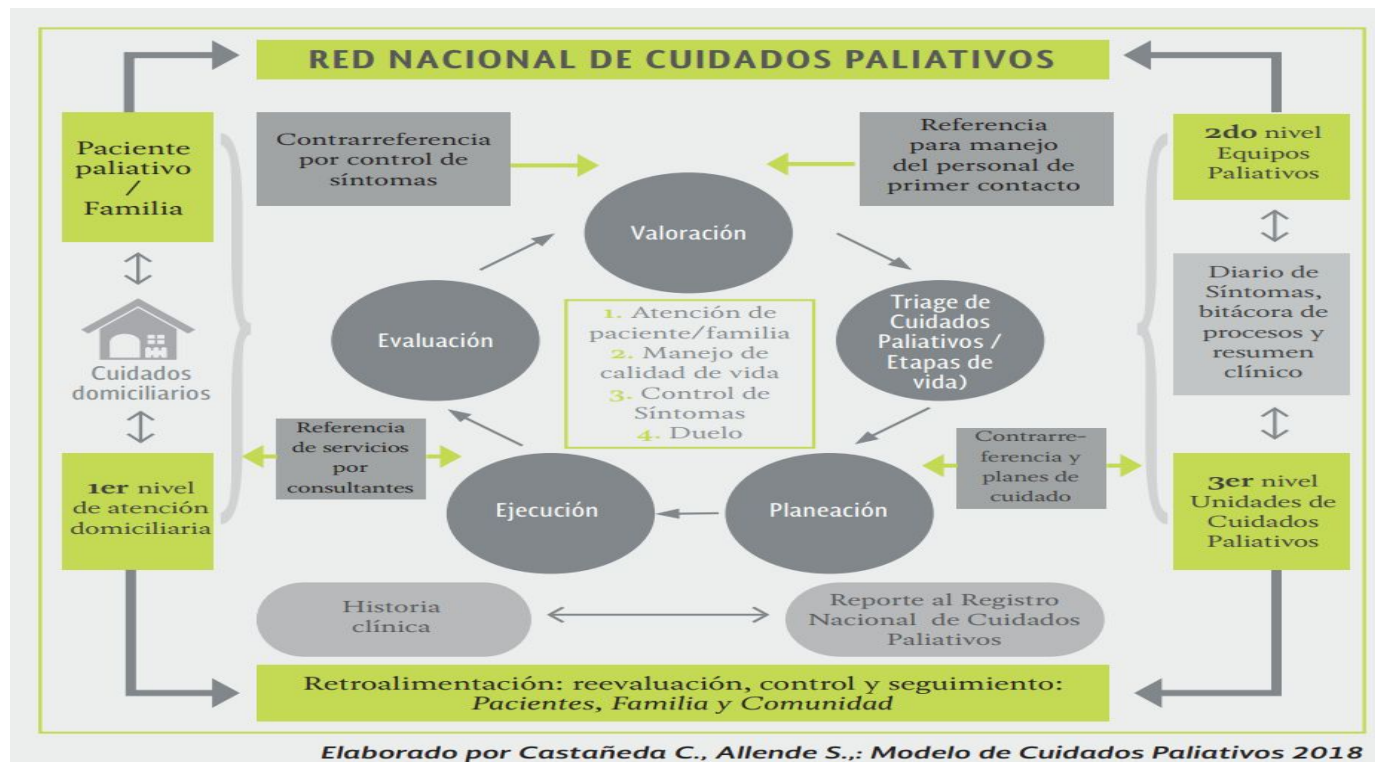 RED NACIONAL DE CUIDADOS PALIATIVOS
Paciente
paliativo
/
Familia
Contrarreferencia
por control de
síntomas
Referencia
para manejo
del personal de
primer contacto
2do nivel
Equipos
Paliativos
Valoración
Evaluación
1. Atención de
paciente/familia
2. Manejo de
calidad de vida
3. Control de
Síntomas
4. Duelo
Triage de
Cuidados
Paliativos /
Etapas de
vida)
Diario de
Síntomas,
bitácora de
procesos y
resumen
clínico
Cuidados
domiciliarios
Referencia
de servicios por
consultantes
Contrarre-
ferencia y
planes de
cuidado
1er nivel
de atención
domiciliaria
Ejecución
Planeación
3er nivel
Unidades de
Cuidados
Paliativos
Historia
clínica
Reporte al Registro
Nacional de Cuidados
Paliativos
Retroalimentación: reevaluación, control y seguimiento:
Pacientes, Familia y Comunidad
Elaborado por Castañeda C., Allende S.,: Modelo de Cuidados Paliativos 2018